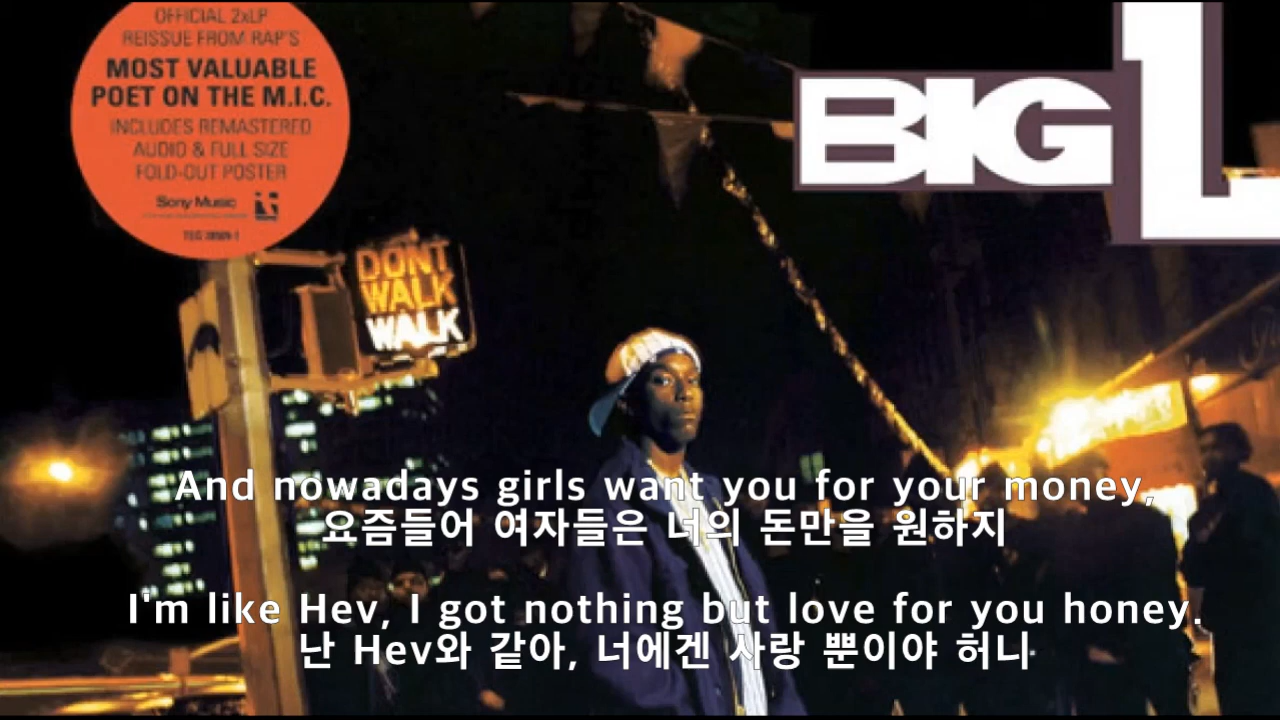 OFFICIAL 2xLP
REISSUE FROM RAP'S
MOST VALUABLE
POET ON THE M.I.C.
INCLUDES REMASTERED
AUDIO & FULL SIZE
FOLD-OUT POSTER
Sony Music
BIG L
DONT
WALK
WALK
And nowadays girls want you for your money,
요즘들어 여자들은 너의 돈만을 원하지
I'm like Hev, I got nothing but love for you honey.
난 Hev와 같아, 너에겐 사랑 뿐이야 허니